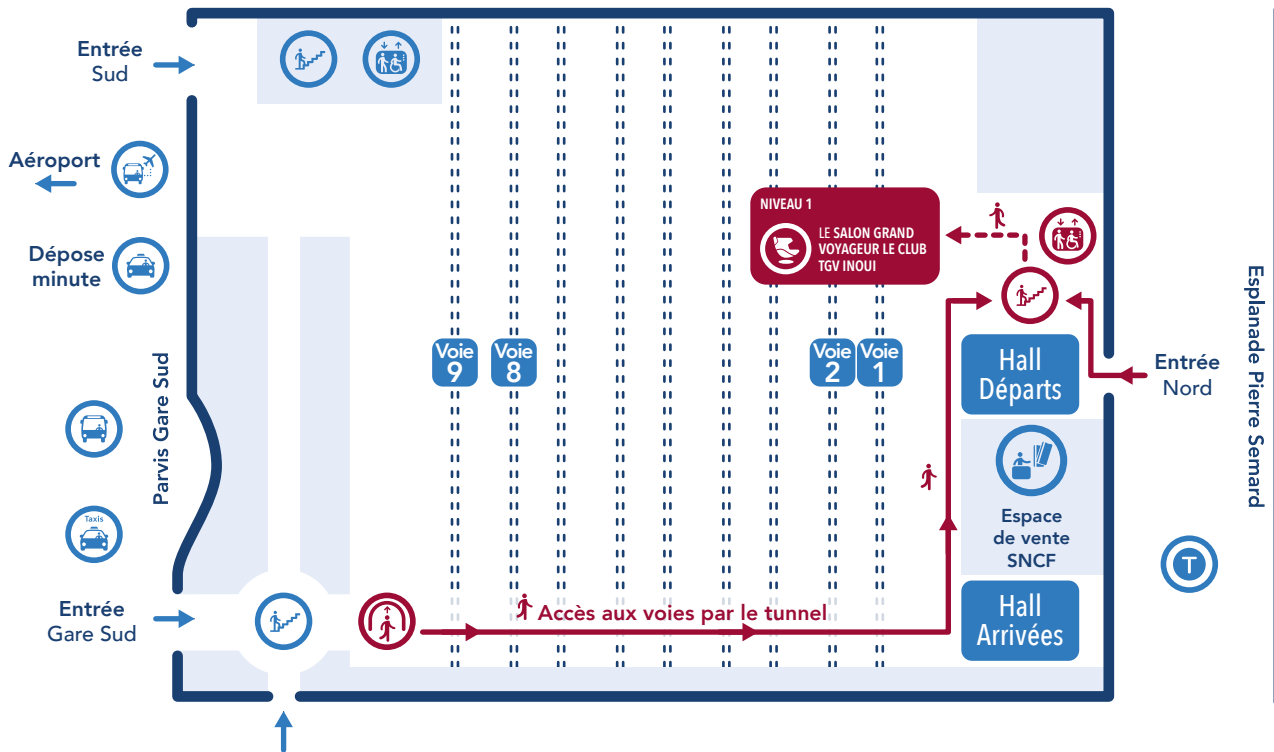 Entrée
Sud
Aéroport
Dépose
minute
Parvis Gare Sud
Taxis
Entrée
Gare Sud
NIVEAU 1
LE SALON GRAND
VOYAGEUR LE CLUB
TGV INOUI
Voie
9
Voie
8
Voie
2
Voie
1
Hall
Départs
Entrée
Nord
Esplanade Pierre Semard
Espace
de vente
SNCF
T
Accès aux voies par le tunnel
Hall
Arrivées